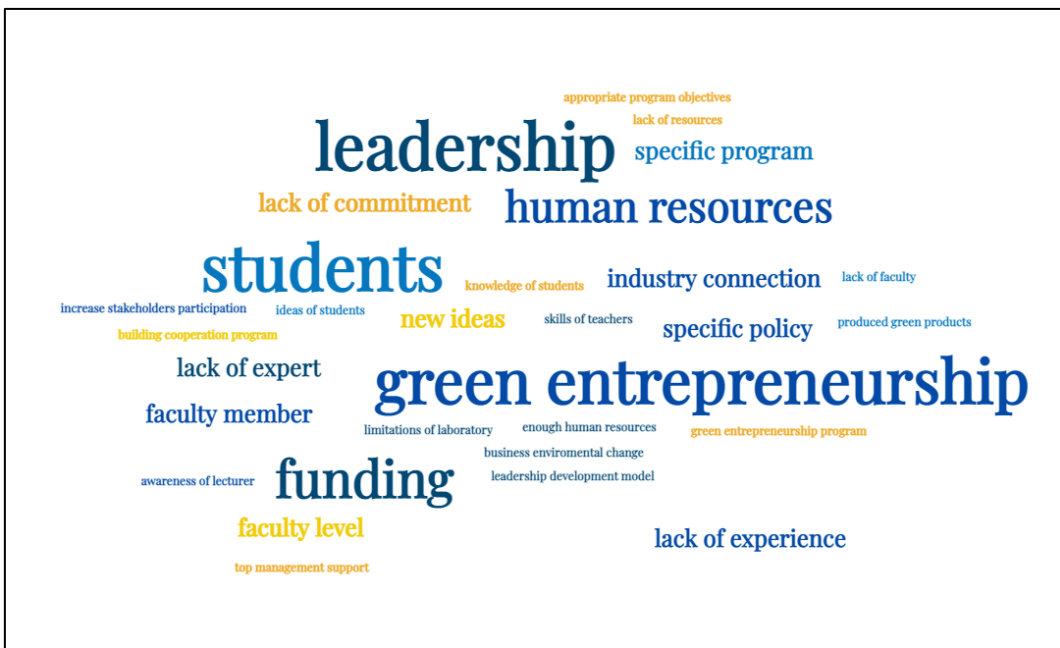 appropriate program objectives
lack of resources
leadership
specific program
lack of commitment
human resources
students
knowledge of students
industry connection
lack of faculty
increase stakeholders participation
ideas of students
new ideas
skills of teachers
specific policy
produced green products
building cooperation program
lack of expert
green entrepreneurship
faculty member
limitations of laboratory
enough human resources
green entrepreneurship program
business enviromental change
awareness of lecturer
funding
leadership development model
faculty level
lack of experience
top management support